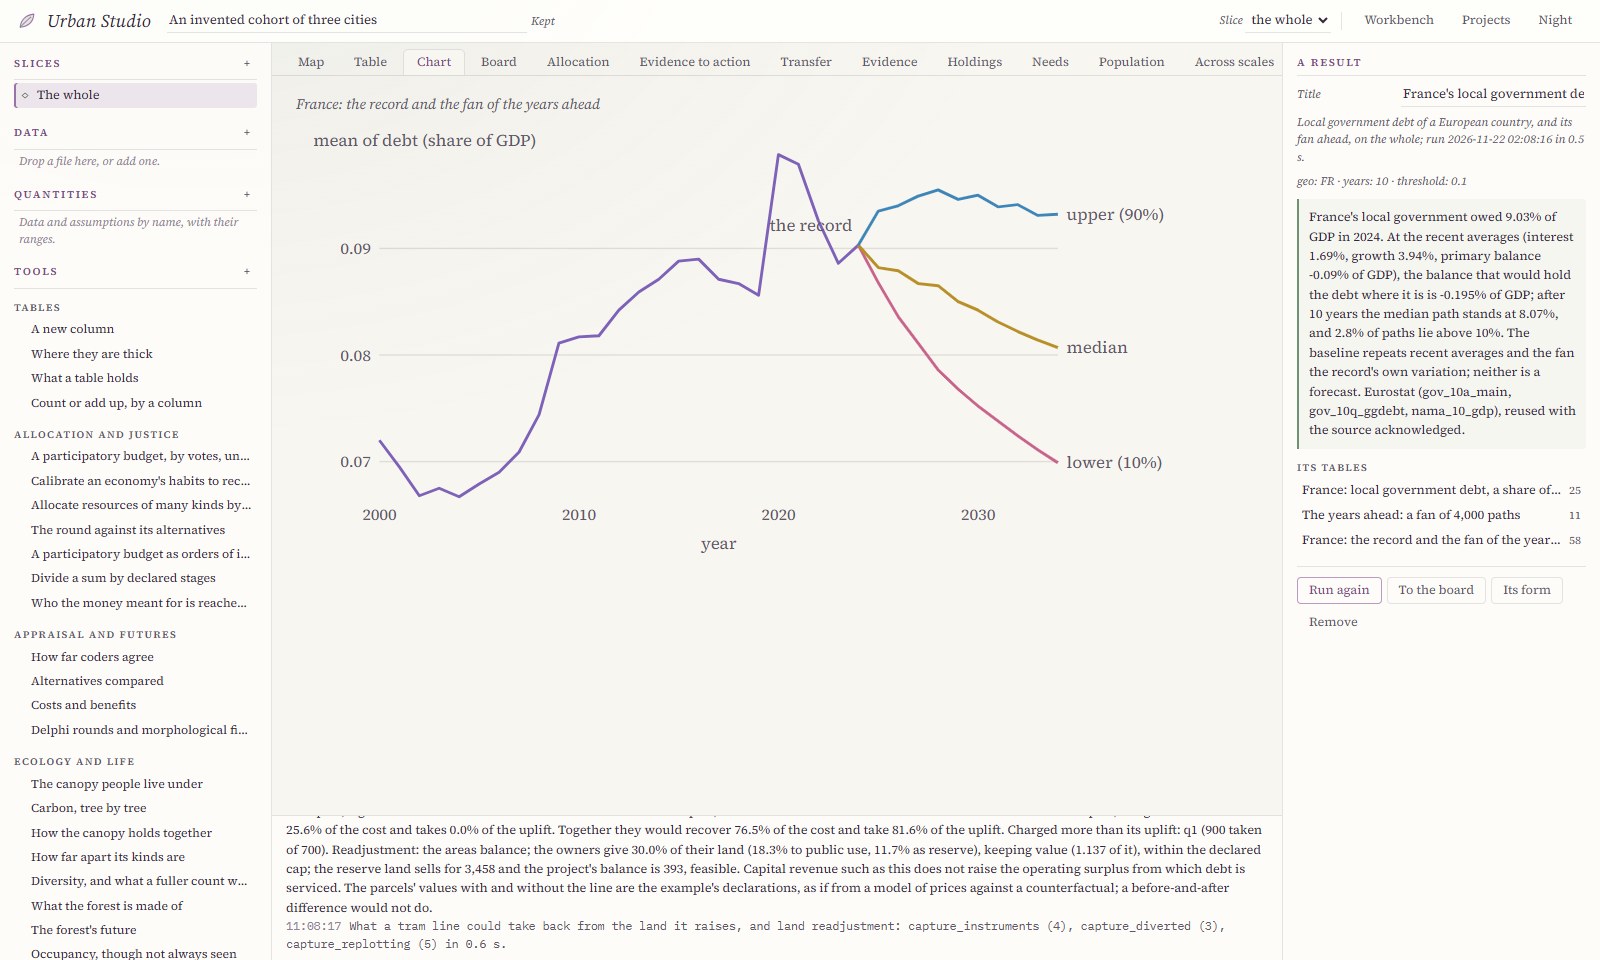 Urban Studio
An invented cohort of three cities
Kept
Slice the whole
Workbench
Projects
Night
SLICES +
The whole
DATA +
Drop a file here, or add one.
QUANTITIES +
Data and assumptions by name, with their
ranges.
TOOLS +
TABLES
A new column
Where they are thick
What a table holds
Count or add up, by a column
ALLOCATION AND JUSTICE
A participatory budget, by votes, un...
Calibrate an economy's habits to rec...
Allocate resources of many kinds by...
The round against its alternatives
A participatory budget as orders of i...
Divide a sum by declared stages
Who the money meant for is reache...
APPRAISAL AND FUTURES
How far coders agree
Alternatives compared
Costs and benefits
Delphi rounds and morphological fi...
ECOLOGY AND LIFE
The canopy people live under
Carbon, tree by tree
How the canopy holds together
How far apart its kinds are
Diversity, and what a fuller count w...
What the forest is made of
The forest's future
Occupancy, though not always seen
Map
Table
Chart
Board
Allocation
Evidence to action
Transfer
Evidence
Holdings
Needs
Population
Across scales
France: the record and the fan of the years ahead
mean of debt (share of GDP)
the record
upper (90%)
median
lower (10%)
0.09
0.08
0.07
2000
2010
2020
2030
year
25.6% of the cost and takes 0.0% of the uplift. Together they would recover 76.5% of the cost and take 81.6% of the uplift. Charged more than its uplift: q1 (900 taken
of 700). Readjustment: the areas balance; the owners give 30.0% of their land (18.3% to public use, 11.7% as reserve), keeping value (1.137 of it), within the declared
cap; the reserve land sells for 3,458 and the project's balance is 393, feasible. Capital revenue such as this does not raise the operating surplus from which debt is
serviced. The parcels' values with and without the line are the example's declarations, as if from a model of prices against a counterfactual; a before-and-after
difference would not do.
11:08:17 What a tram line could take back from the land it raises, and land readjustment: capture_instruments (4), capture_diverted (3),
capture_replotting (5) in 0.6 s.
A RESULT
Title France's local government de
Local government debt of a European country, and its
fan ahead, on the whole; run 2026-11-22 02:08:16 in 0.5
s.
geo: FR · years: 10 · threshold: 0.1
France's local government owed 9.03% of
GDP in 2024. At the recent averages (interest
1.69%, growth 3.94%, primary balance
-0.09% of GDP), the balance that would hold
the debt where it is is -0.195% of GDP; after
10 years the median path stands at 8.07%,
and 2.8% of paths lie above 10%. The
baseline repeats recent averages and the fan
the record's own variation; neither is a
forecast. Eurostat (gov_10a_main,
gov_10q_ggdebt, nama_10_gdp), reused with
the source acknowledged.
ITS TABLES
France: local government debt, a share of... 25
The years ahead: a fan of 4,000 paths 11
France: the record and the fan of the year... 58
Run again
To the board
Its form
Remove